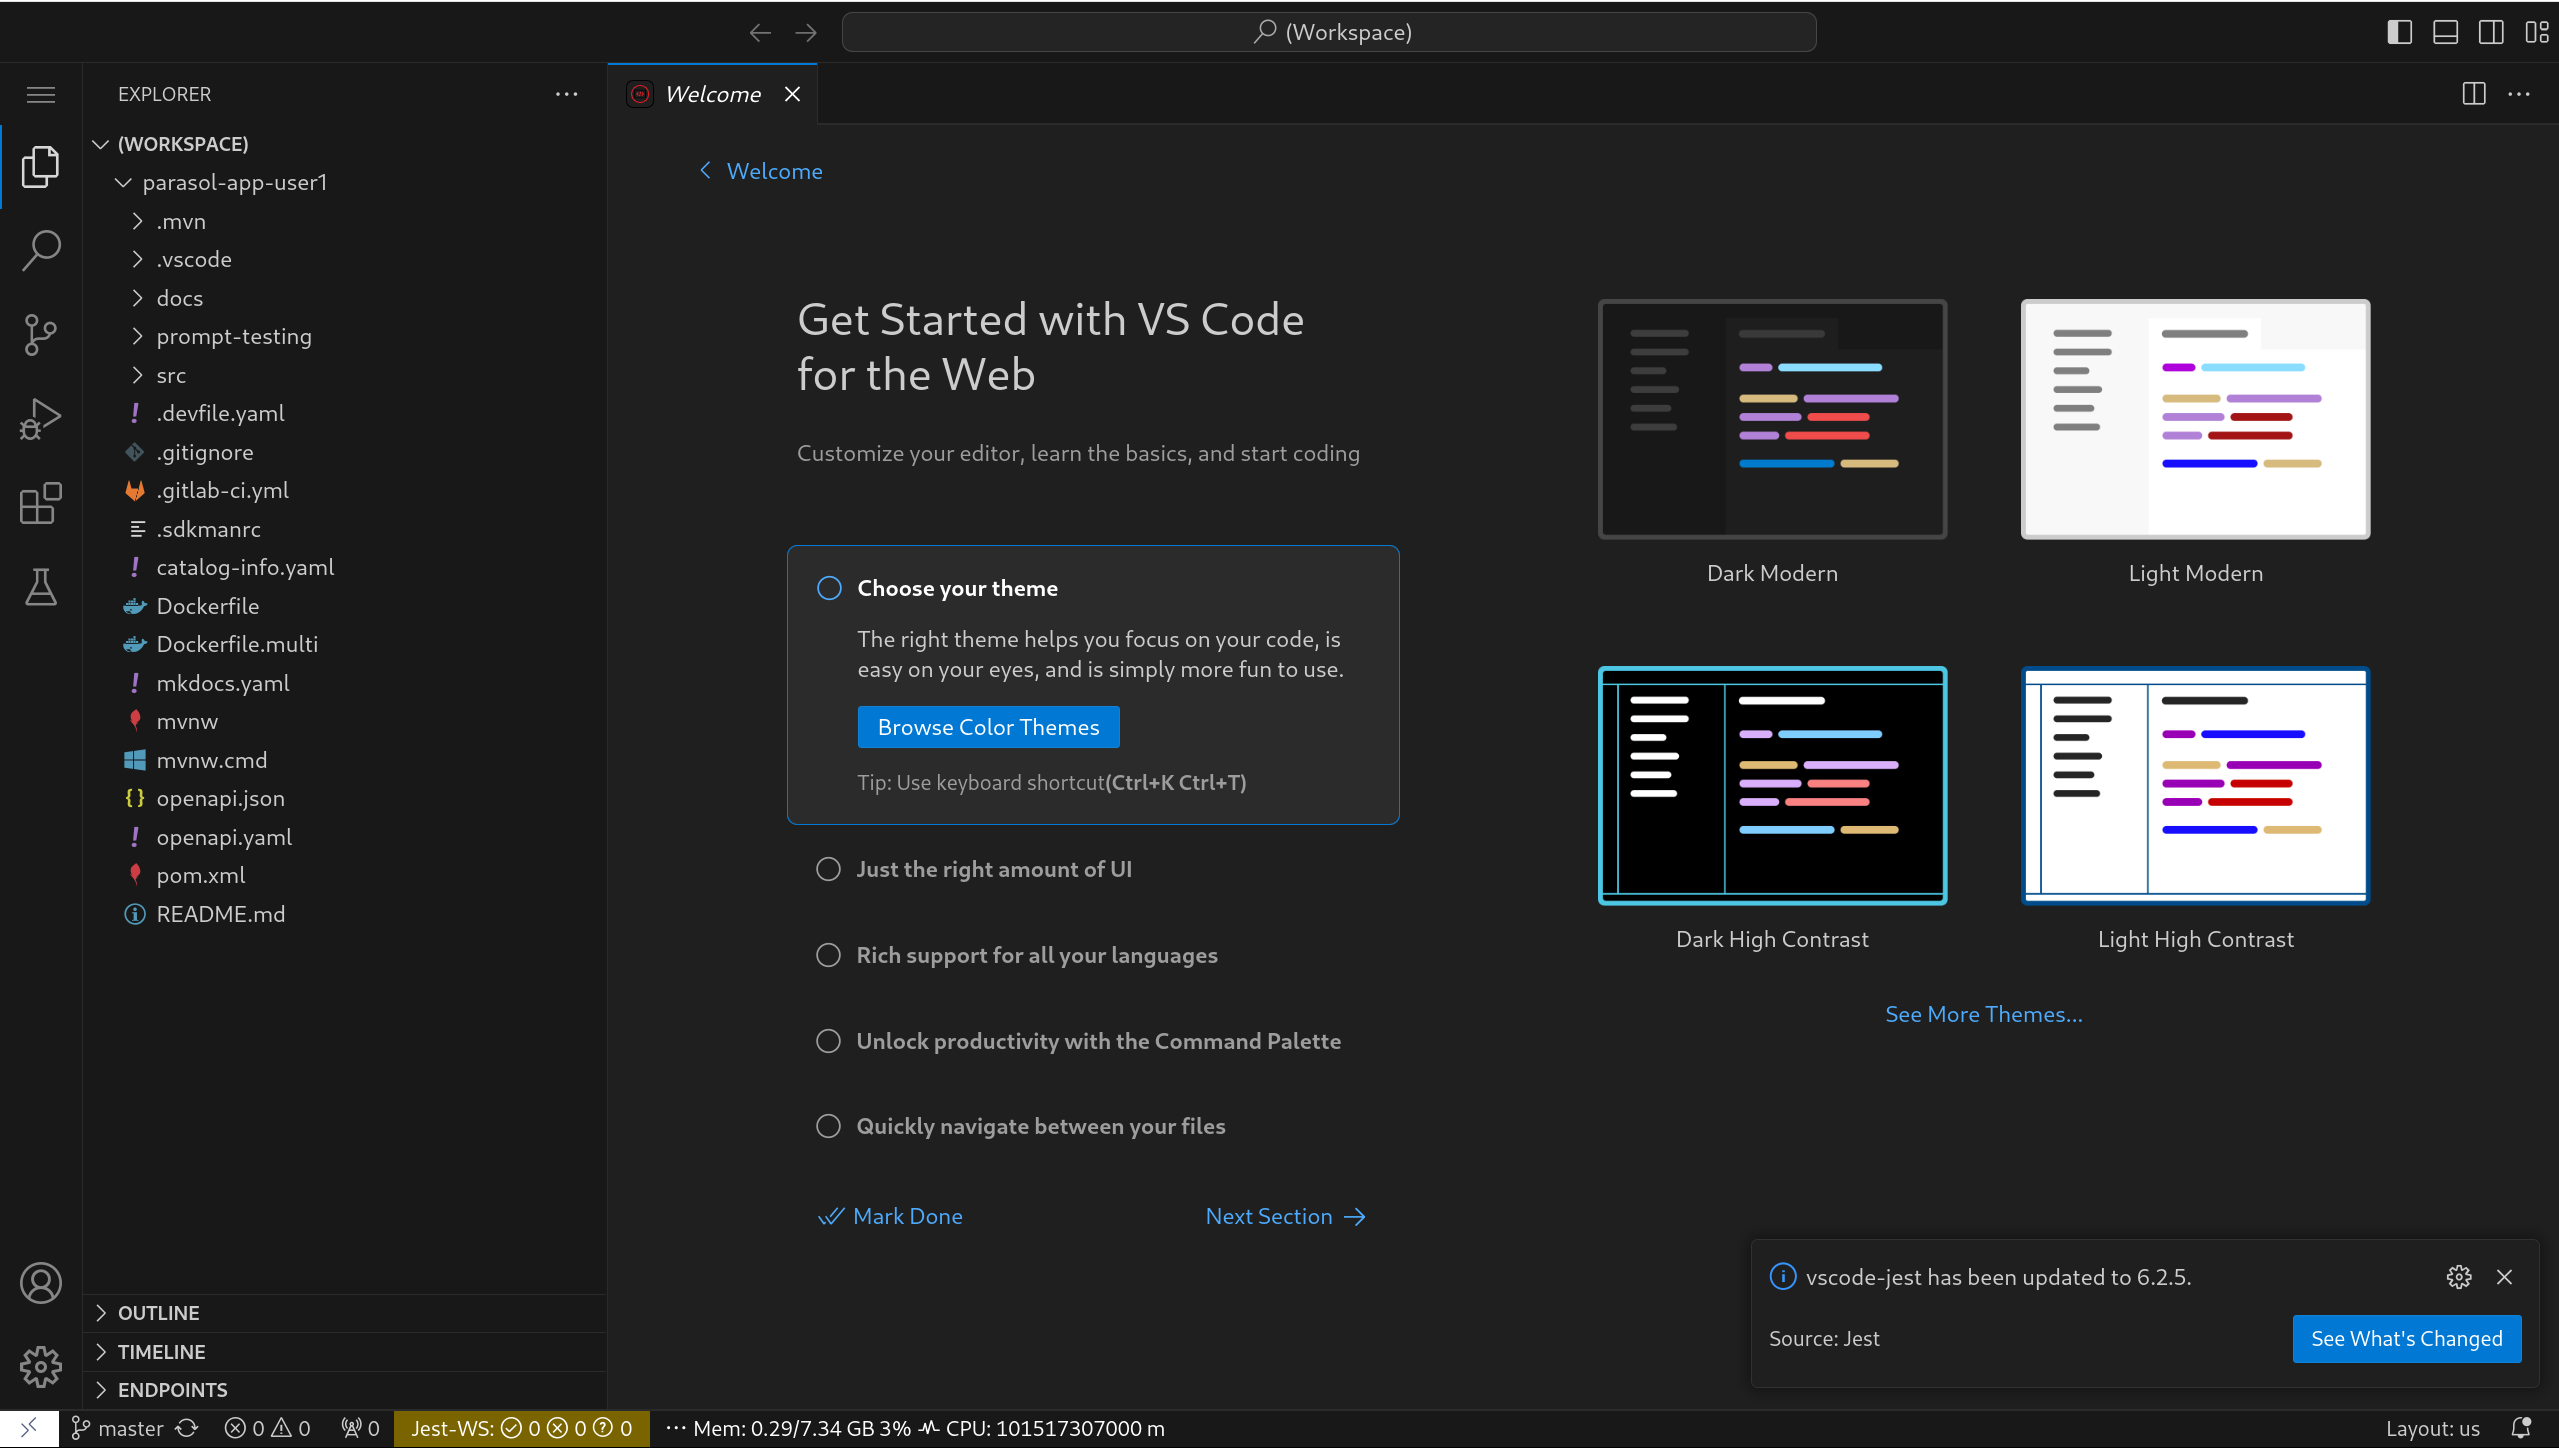 (Workspace)
EXPLORER
Welcome
(WORKSPACE)
parasol-app-user1
.mvn
.vscode
docs
prompt-testing
src
.devfile.yaml
.gitignore
.gitlab-ci.yml
.sdkmanrc
catalog-info.yaml
Dockerfile
Dockerfile.multi
mkdocs.yaml
mvnw
mvnw.cmd
openapi.json
openapi.yaml
pom.xml
README.md
OUTLINE
TIMELINE
ENDPOINTS
Welcome
Get Started with VS Code
for the Web
Customize your editor, learn the basics, and start coding
Choose your theme
The right theme helps you focus on your code, is
easy on your eyes, and is simply more fun to use.
Browse Color Themes
Tip: Use keyboard shortcut(Ctrl+K Ctrl+T)
Just the right amount of UI
Rich support for all your languages
Unlock productivity with the Command Palette
Quickly navigate between your files
Mark Done
Next Section
Dark Modern
Light Modern
Dark High Contrast
Light High Contrast
See More Themes...
vscode-jest has been updated to 6.2.5.
Source: Jest
See What's Changed
master 0 0 0 Jest-WS: 0 0 0 ··· Mem: 0.29/7.34 GB 3% CPU: 101517307000 m Layout: us